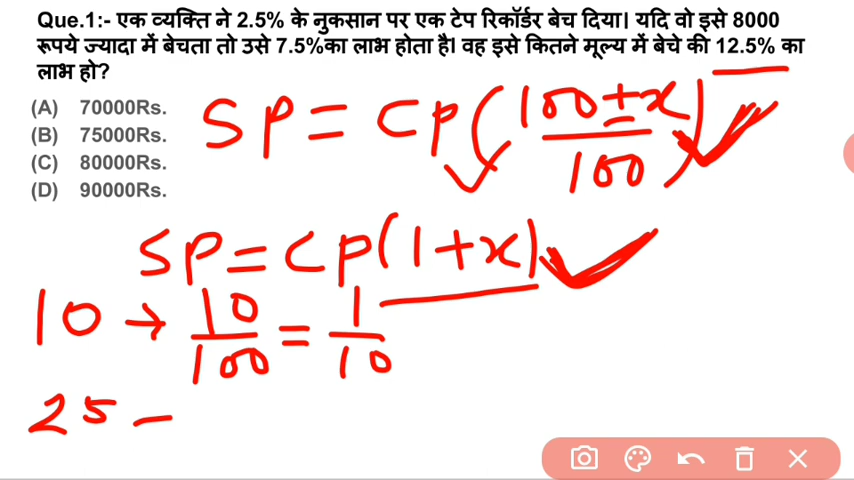 Que.1:- एक व्यक्ति ने 2.5% के नुकसान पर एक टेप रिकॉर्डर बेच दिया। यदि वो इसे 8000
रूपये ज्यादा में बेचता तो उसे 7.5%का लाभ होता है। वह इसे कितने मूल्य में बेचे की 12.5% का
लाभ हो?
(A) 70000Rs.
(B) 75000Rs.
(C) 80000Rs.
(D) 90000Rs.
SP = CP (100±x / 100)
SP = CP(1+x)
10 → 10/100 = 1/10
25 –